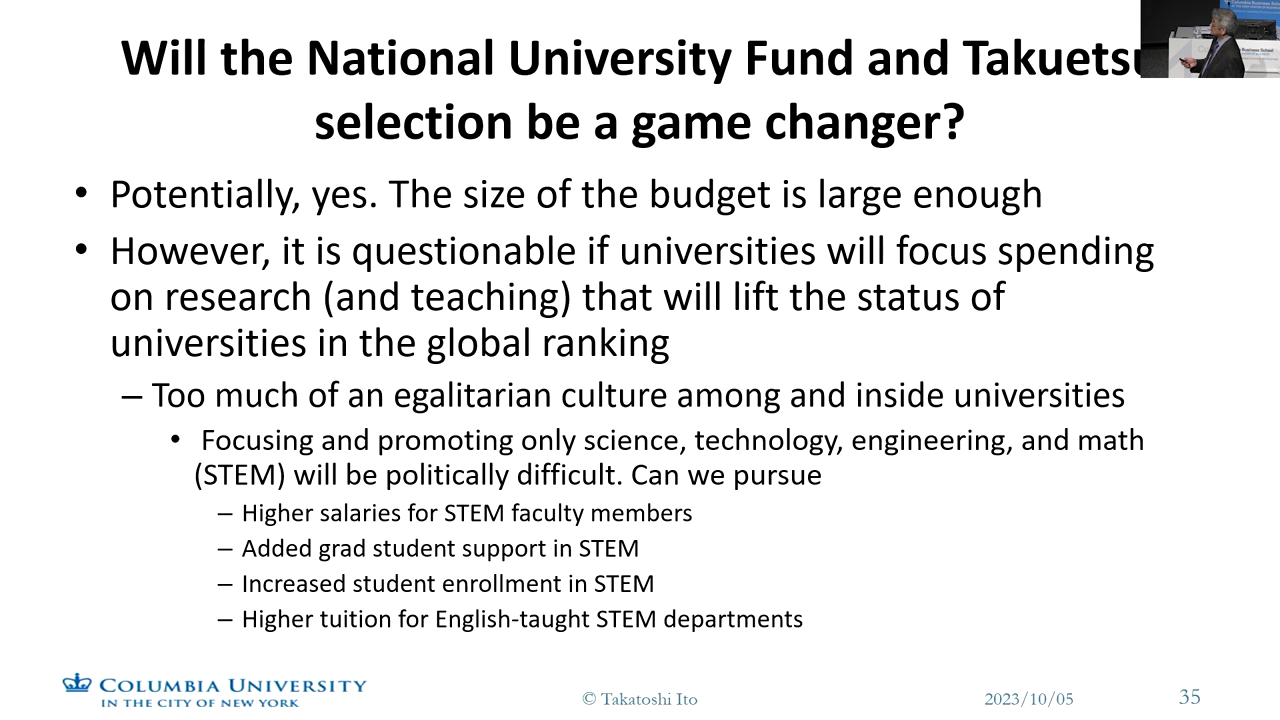 Will the National University Fund and Takuetsu
selection be a game changer?
• Potentially, yes. The size of the budget is large enough
• However, it is questionable if universities will focus spending
on research (and teaching) that will lift the status of
universities in the global ranking
– Too much of an egalitarian culture among and inside universities
• Focusing and promoting only science, technology, engineering, and math
(STEM) will be politically difficult. Can we pursue
– Higher salaries for STEM faculty members
– Added grad student support in STEM
– Increased student enrollment in STEM
– Higher tuition for English-taught STEM departments
COLUMBIA UNIVERSITY
IN THE CITY OF NEW YORK
© Takatoshi Ito
2023/10/05
35